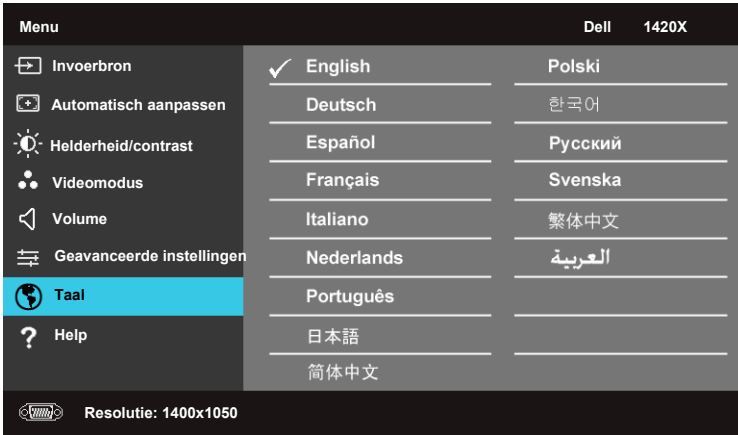 Menu
Dell 1420X
Invoerbron
Automatisch aanpassen
Helderheid/contrast
Videomodus
Volume
Geavanceerde instellingen
Taal
Help
English
Deutsch
Español
Français
Italiano
Nederlands
Português
日本語
简体中文
Polski
한국어
Русский
Svenska
繁体中文
العربية
Resolutie: 1400x1050